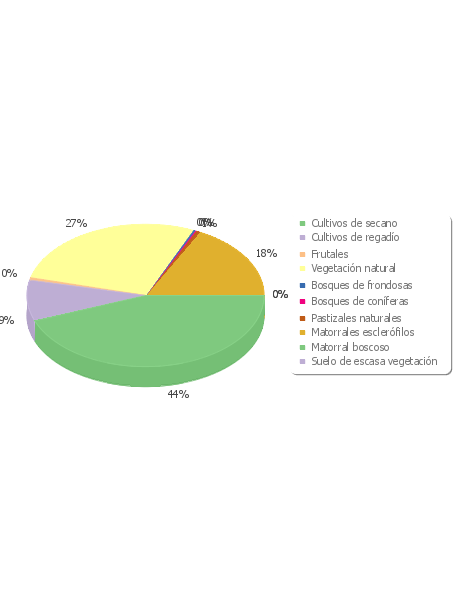 27%
0%
18%
0%
0%
9%
44%
Cultivos de secano
Cultivos de regadío
Frutales
Vegetación natural
Bosques de frondosas
Bosques de coníferas
Pastizales naturales
Matorrales esclerófilos
Matorral boscoso
Suelo de escasa vegetación